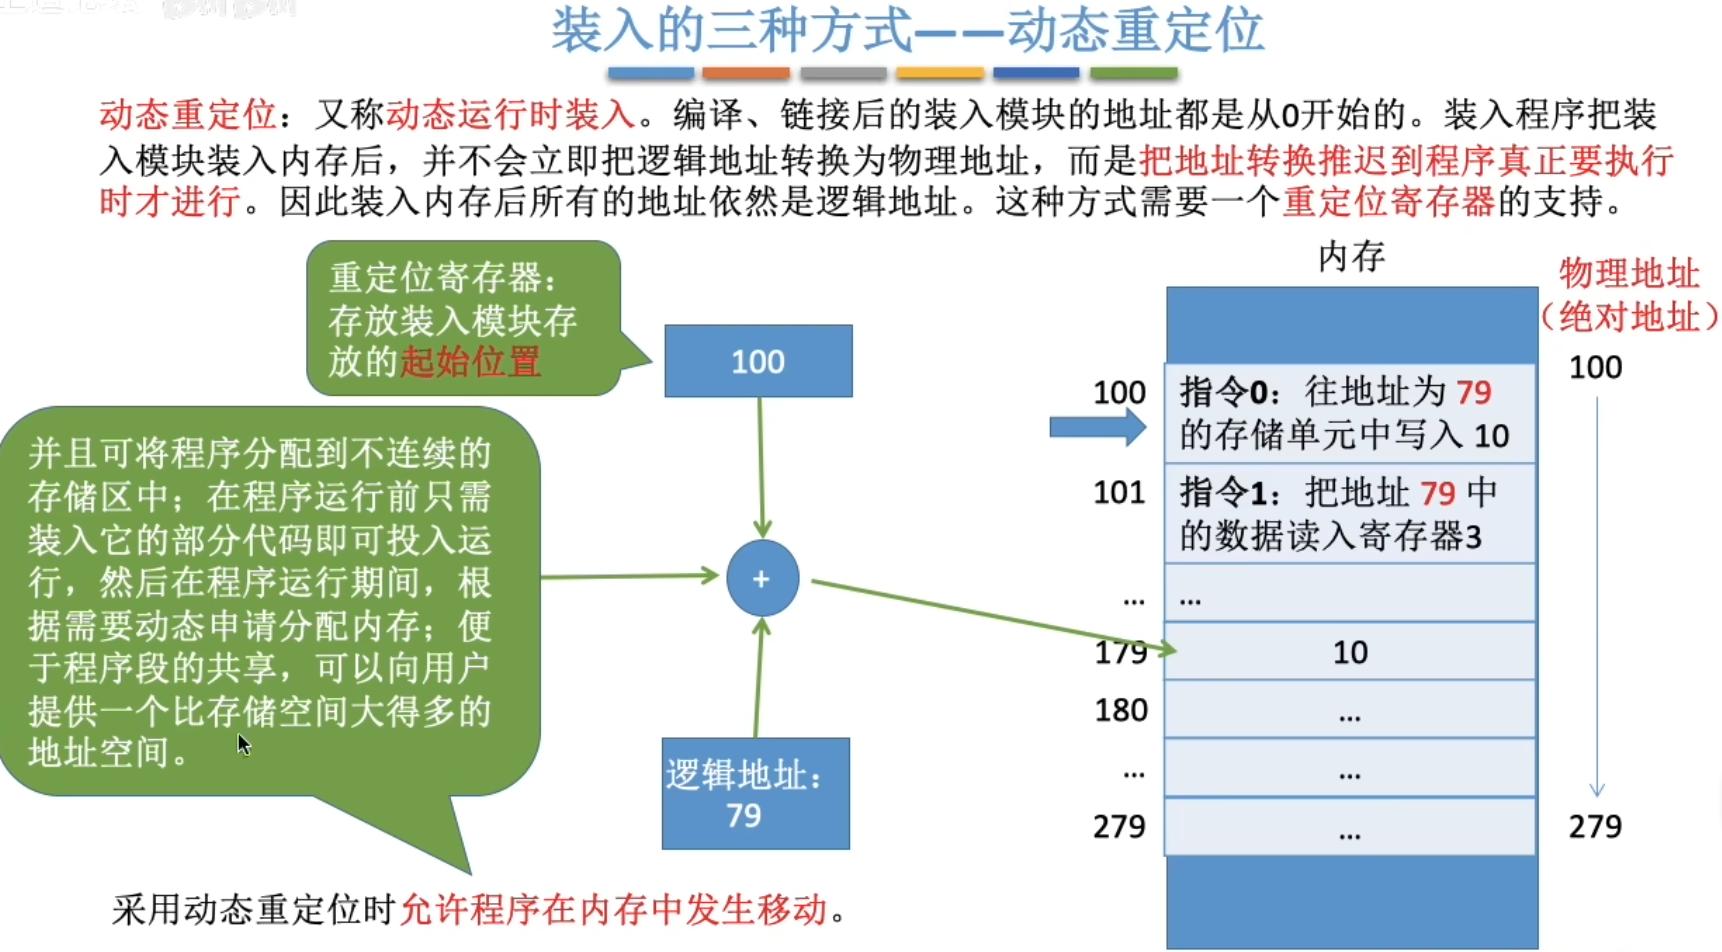 装入的三种方式——动态重定位
动态重定位：又称动态运行时装入。编译、链接后的装入模块的地址都是从0开始的。装入程序把装
入模块装入内存后，并不会立即把逻辑地址转换为物理地址，而是把地址转换推迟到程序真正要执行
时才进行。因此装入内存后所有的地址依然是逻辑地址。这种方式需要一个重定位寄存器的支持。
重定位寄存器：
存放装入模块存
放的起始位置
100
并且可将程序分配到不连续的
存储区中；在程序运行前只需
装入它的部分代码即可投入运
行，然后在程序运行期间，根
据需要动态申请分配内存；便
于程序段的共享，可以向用户
提供一个比存储空间大得多的
地址空间。
+
逻辑地址：
79
内存
物理地址
（绝对地址）
100
100
指令0：往地址为 79
的存储单元中写入 10
101
指令1：把地址 79 中
的数据读入寄存器3
...
...
179
10
180
...
...
...
279
...
279
采用动态重定位时允许程序在内存中发生移动。